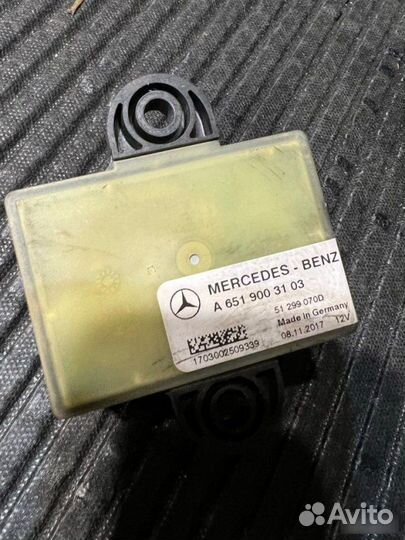 MERCEDES - BENZ
A 651 900 31 03
51 299 070D
Made in Germany
08.11.2017 12V
1703002509339
Avito